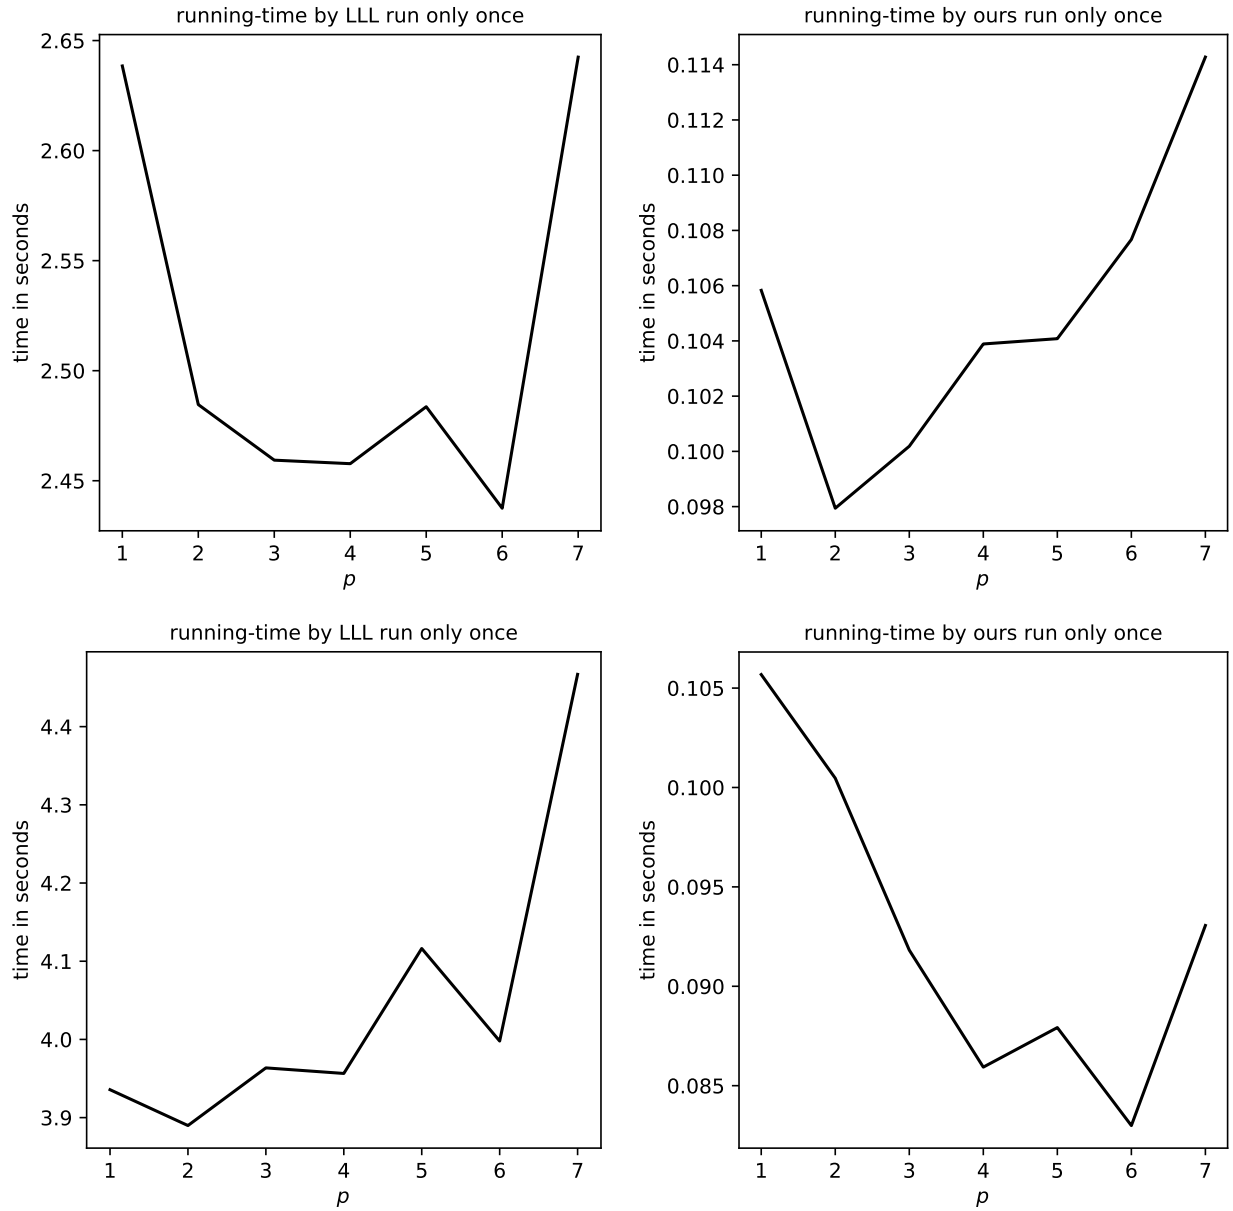 running-time by LLL run only once
time in seconds
2.65
2.60
2.55
2.50
2.45
1 2 3 4 5 6 7
p
running-time by ours run only once
time in seconds
0.114
0.112
0.110
0.108
0.106
0.104
0.102
0.100
0.098
1 2 3 4 5 6 7
p
running-time by LLL run only once
time in seconds
4.4
4.3
4.2
4.1
4.0
3.9
1 2 3 4 5 6 7
p
running-time by ours run only once
time in seconds
0.105
0.100
0.095
0.090
0.085
1 2 3 4 5 6 7
p